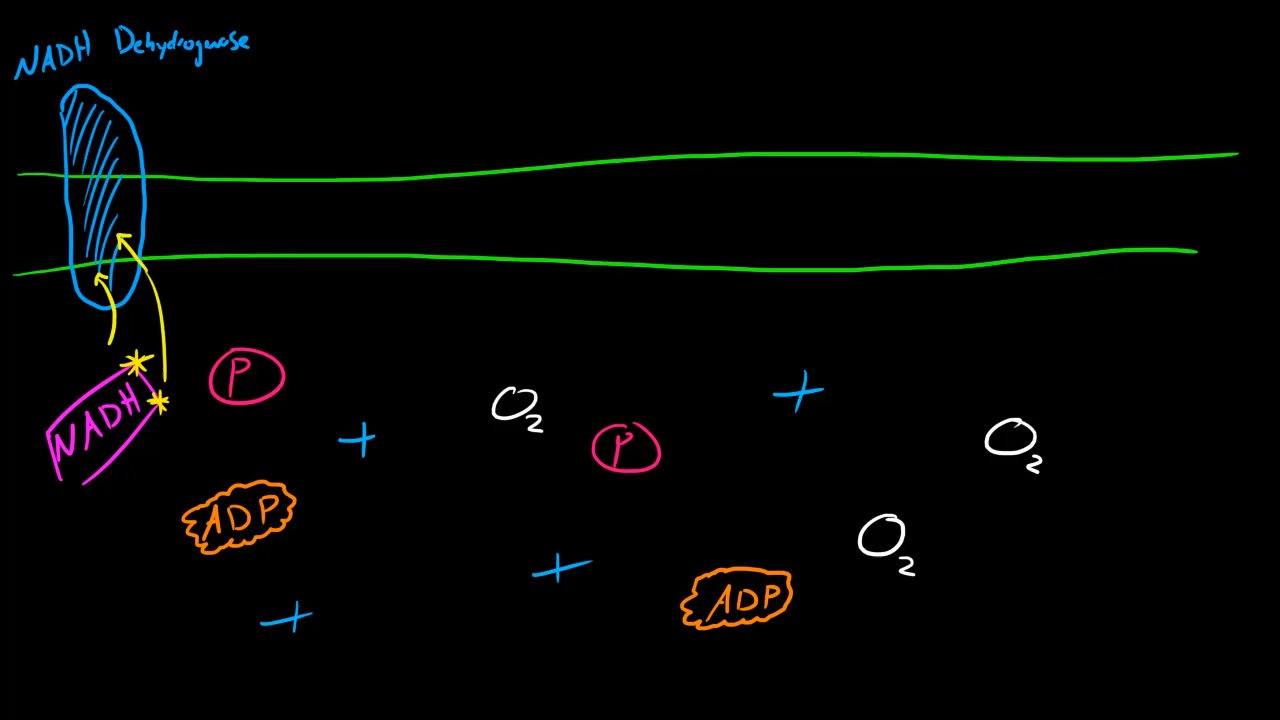 NADH Dehydrogenase
NADH
P
O2
P
+
+
O2
ADP
O2
+
ADP
+